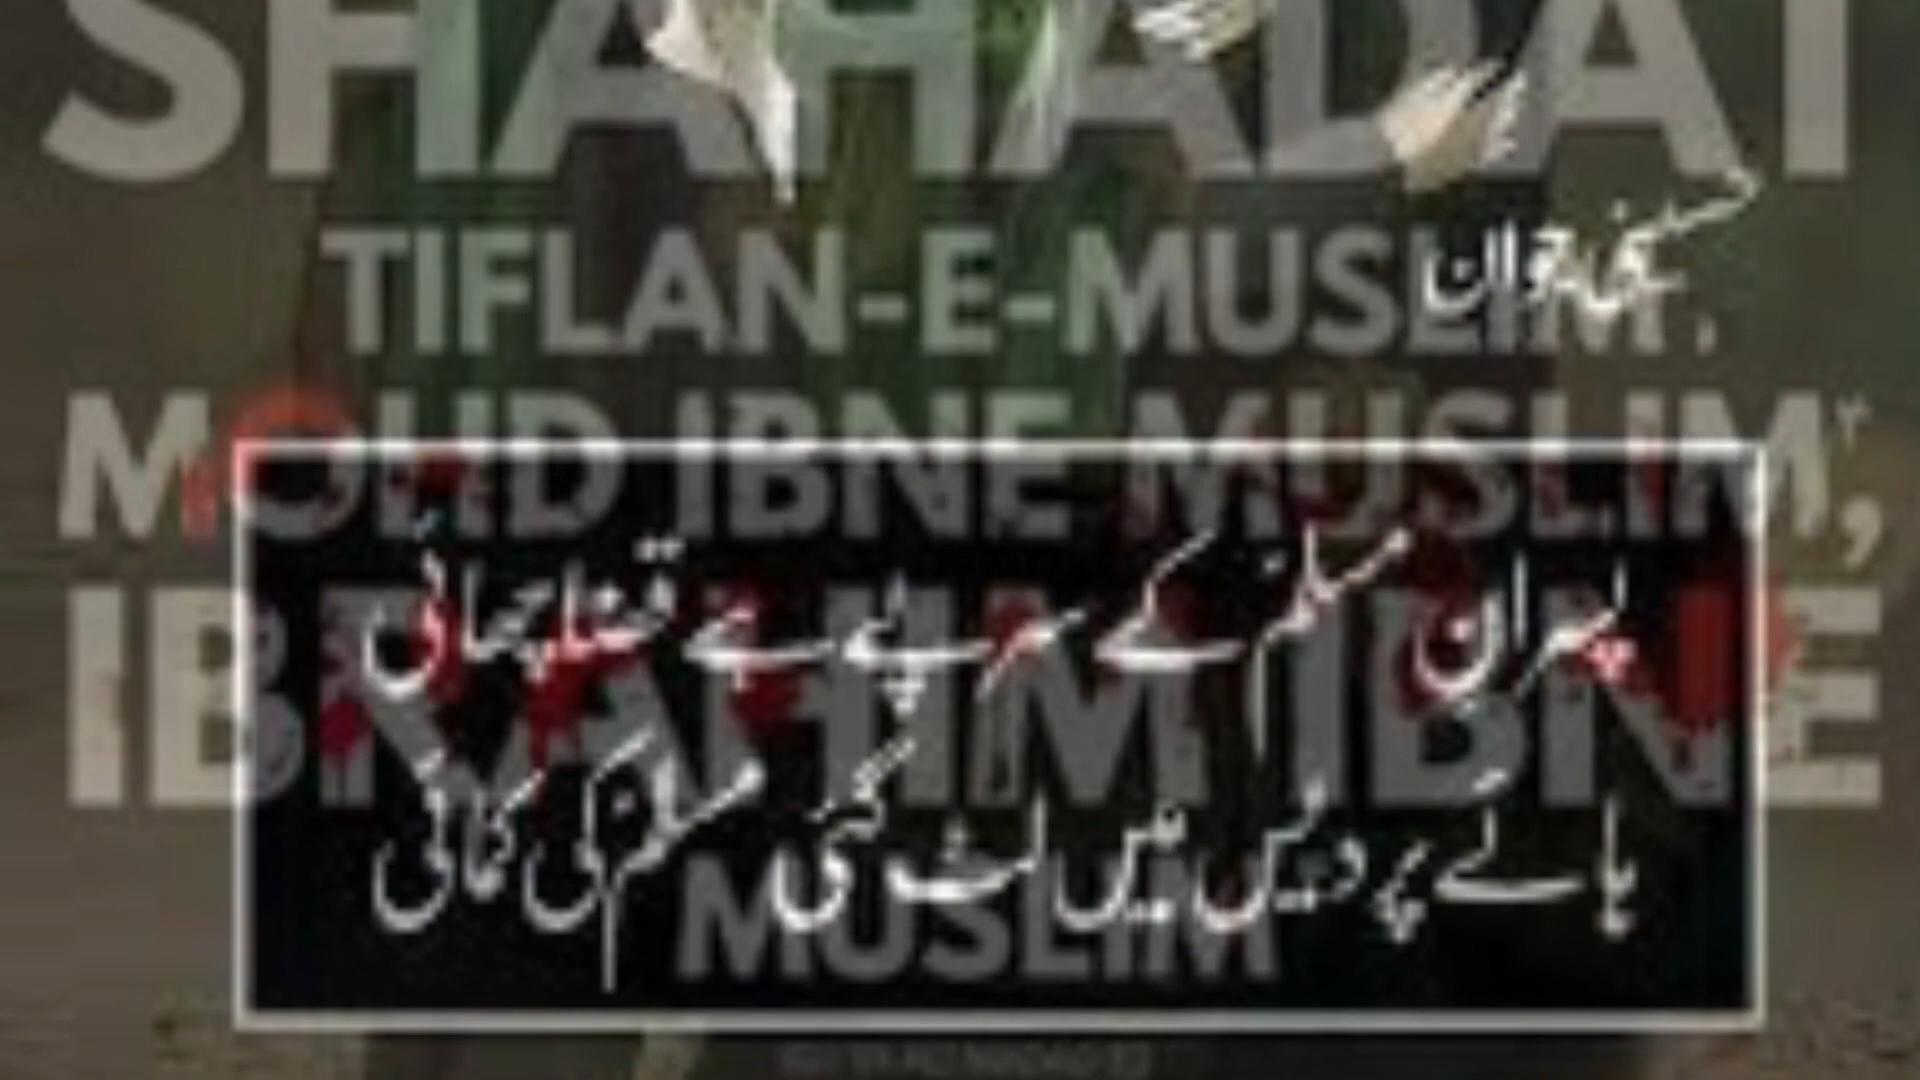 SHAHADAT
TIFLAN-E-MUSLIM
MOHD IBNE MUSLIM,
IBRAHIM IBNE
MUSLIM
پسران مسلم کے سر پہ ہے قضا چھائی
ہائے پردیس میں لٹ گئی مسلم کی کمائی